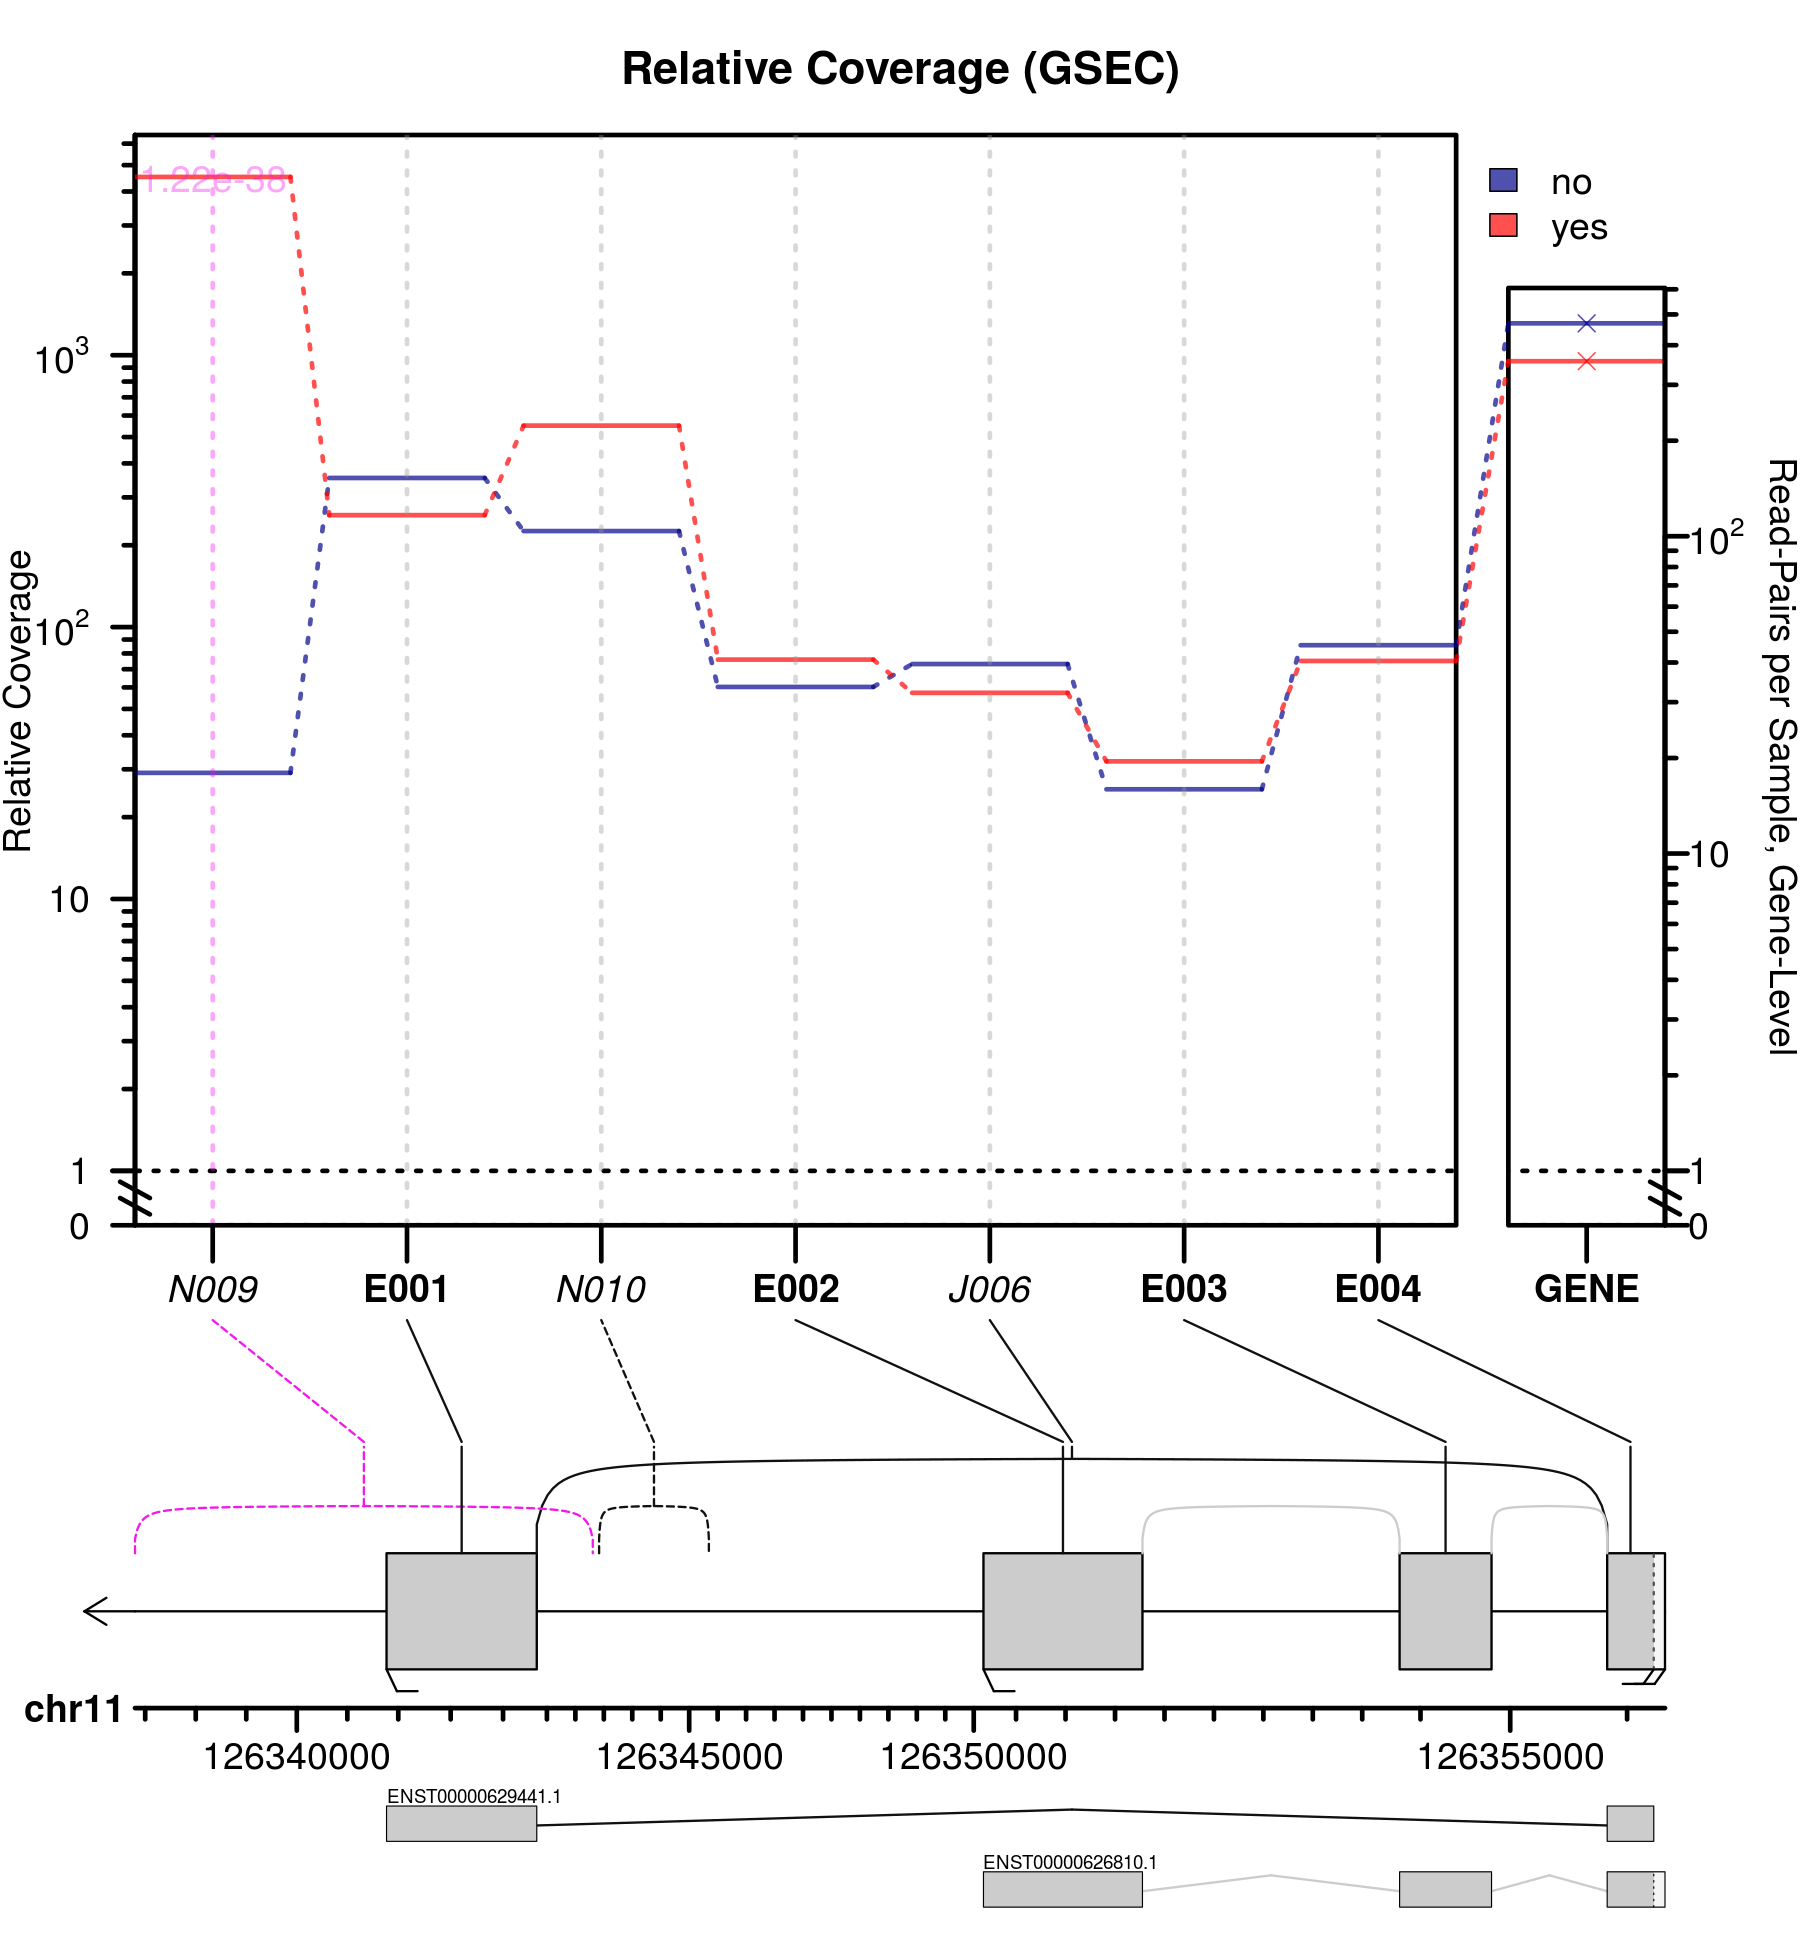 Relative Coverage (GSEC)
1.22e-38
no
yes
10³
10²
10
1
0
Relative Coverage
10²
10
1
0
Read-Pairs per Sample, Gene-Level
N009 E001 N010 E002 J006 E003 E004 GENE
chr11
126340000 126345000 126350000 126355000
ENST00000629441.1
ENST00000626810.1